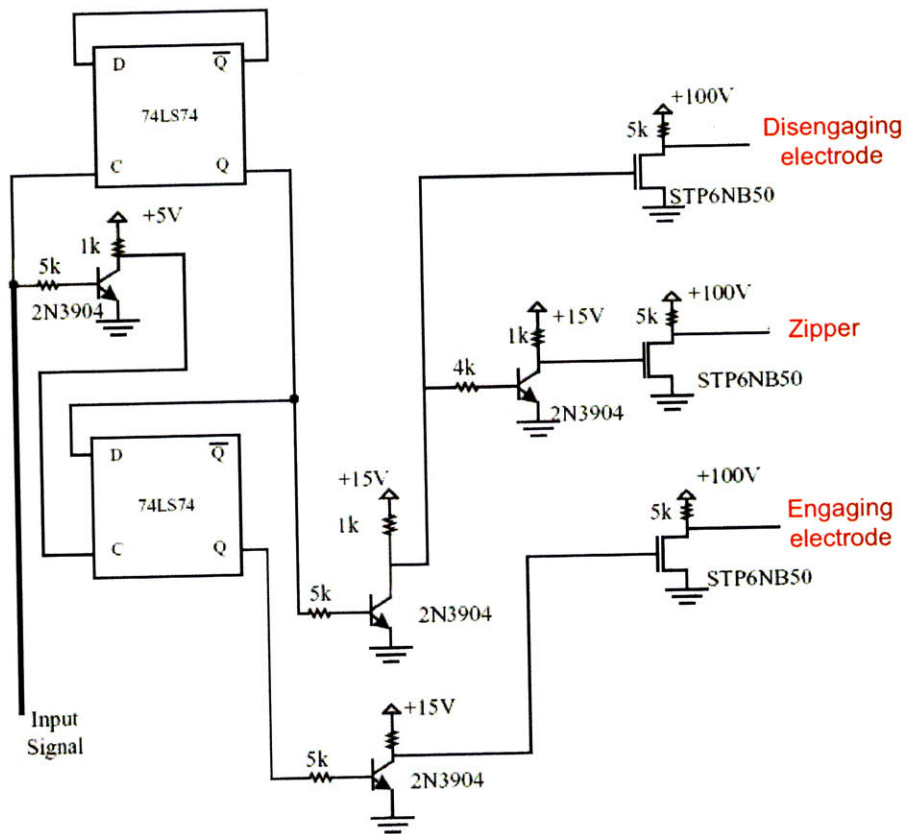 D
Q
74LS74
C
Q
+5V
1k
5k
2N3904
D
Q
74LS74
C
Q
Input
Signal
+15V
1k
5k
2N3904
+15V
5k
2N3904
4k
1k
+15V
2N3904
+100V
5k
STP6NB50
Disengaging
electrode
+100V
5k
STP6NB50
Zipper
+100V
5k
STP6NB50
Engaging
electrode